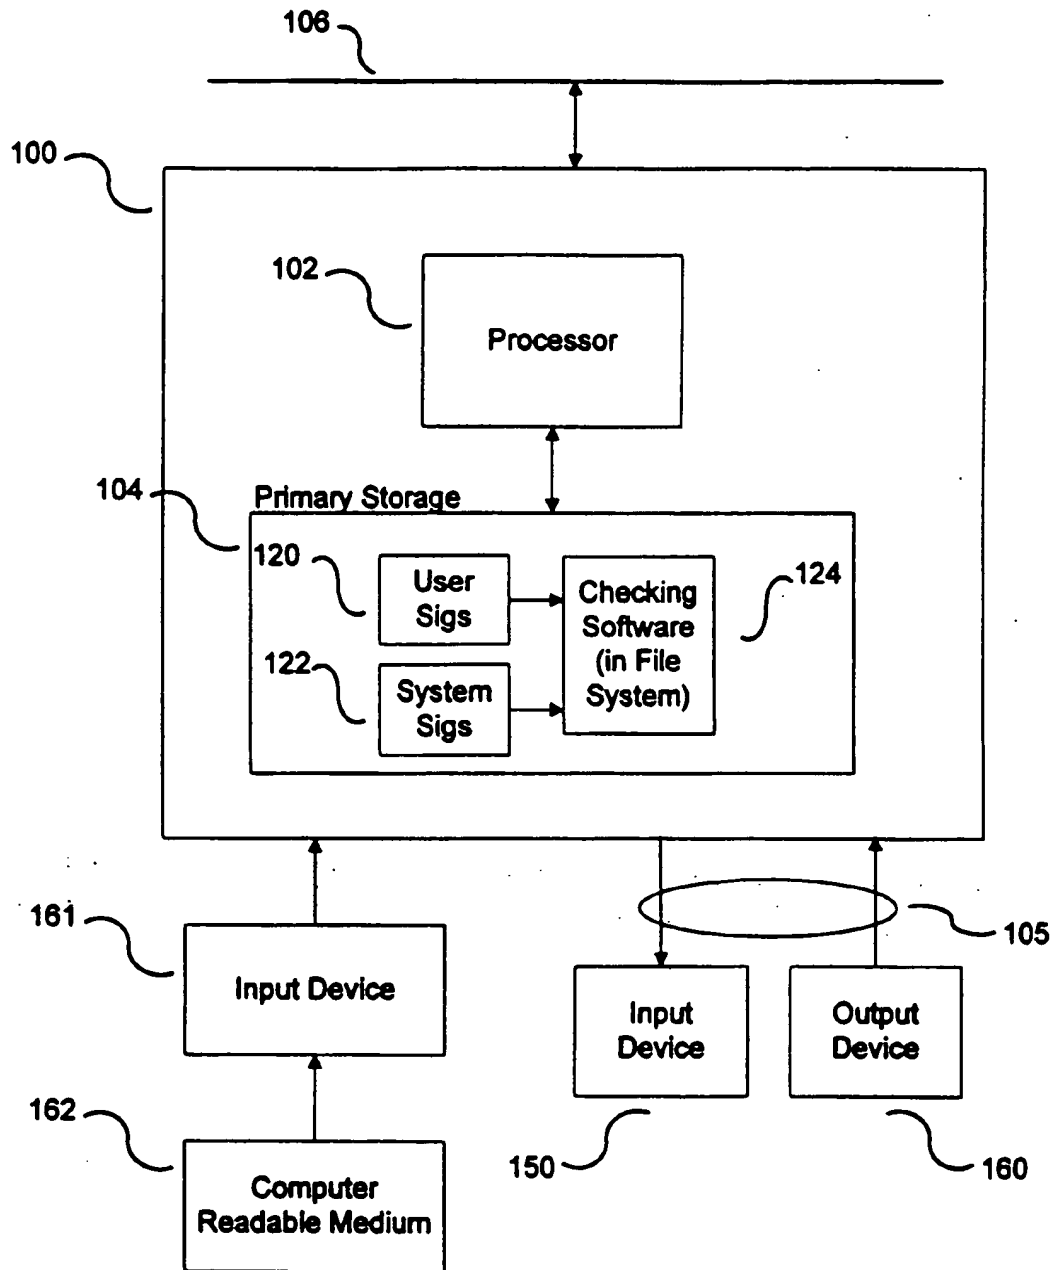 106
100
102
Processor
104
Primary Storage
120
User
Sigs
Checking
Software
(in File
System)
124
122
System
Sigs
161
Input Device
105
Input
Device
Output
Device
162
150
160
Computer
Readable Medium